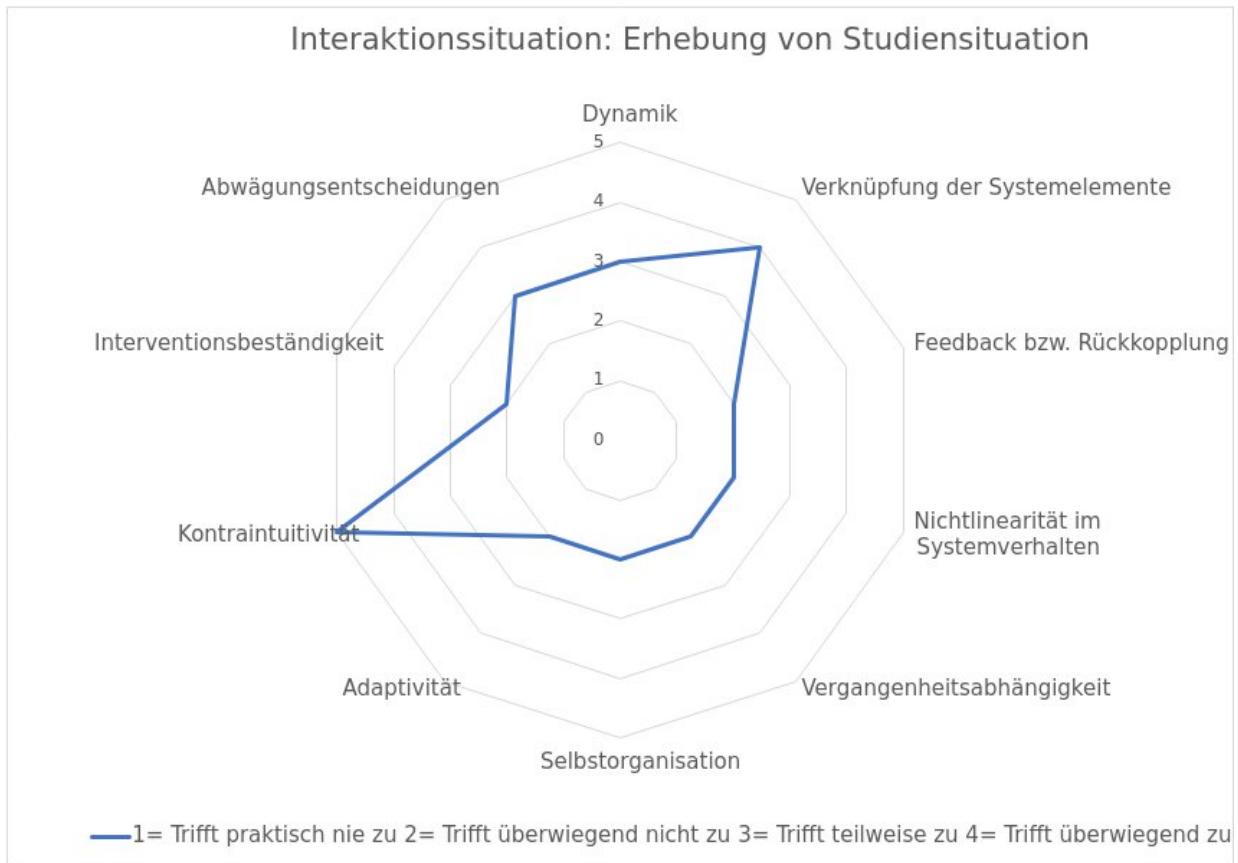 Interaktionssituation: Erhebung von Studiensituation
Dynamik
5
Abwägungsentscheidungen
Verknüpfung der Systemelemente
4
3
Interventionsbeständigkeit
Feedback bzw. Rückkopplung
2
1
0
Kontraintuitivität
Nichtlinearität im
Systemverhalten
Adaptivität
Vergangenheitsabhängigkeit
Selbstorganisation
1= Trifft praktisch nie zu 2= Trifft überwiegend nicht zu 3= Trifft teilweise zu 4= Trifft überwiegend zu